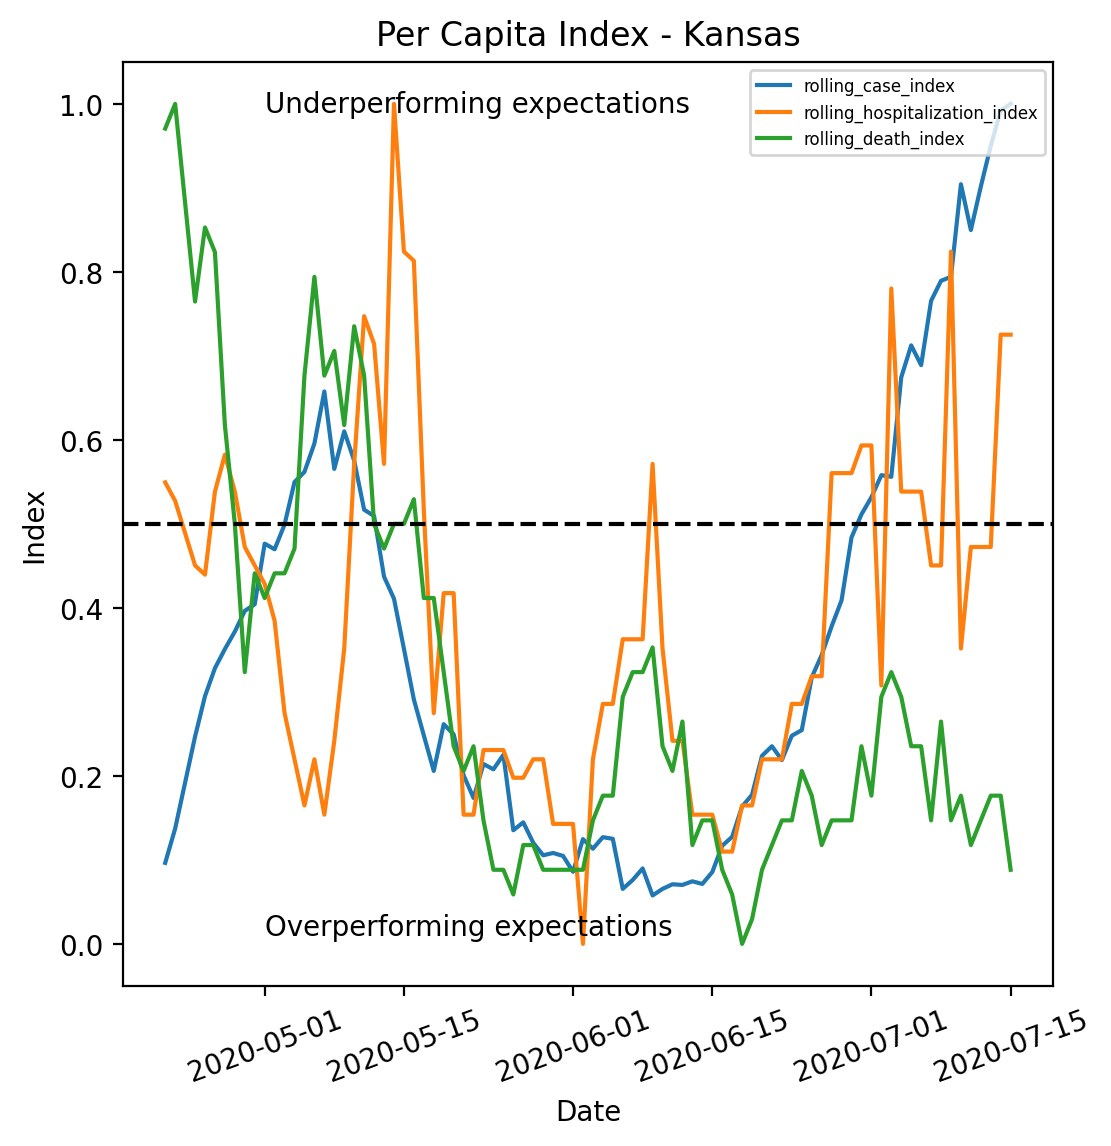 Per Capita Index - Kansas
Underperforming expectations
rolling_case_index
rolling_hospitalization_index
rolling_death_index
1.0
0.8
0.6
0.4
0.2
0.0
Index
Overperforming expectations
2020-05-01
2020-05-15
2020-06-01
2020-06-15
2020-07-01
2020-07-15
Date